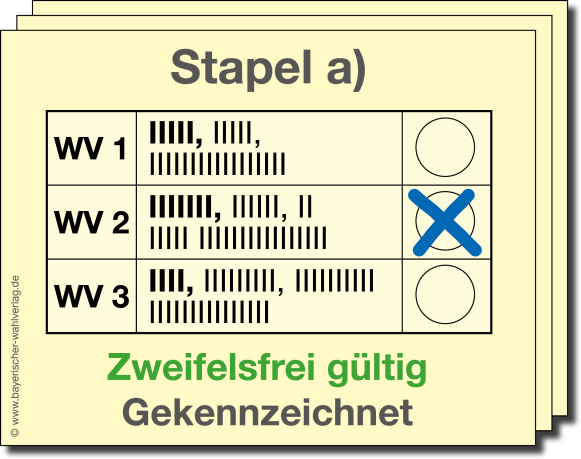 Stapel a)
WV 1
WV 2
WV 3
Zweifelsfrei gültig
Gekennzeichnet
© www.bayerischer-wahlverlag.de